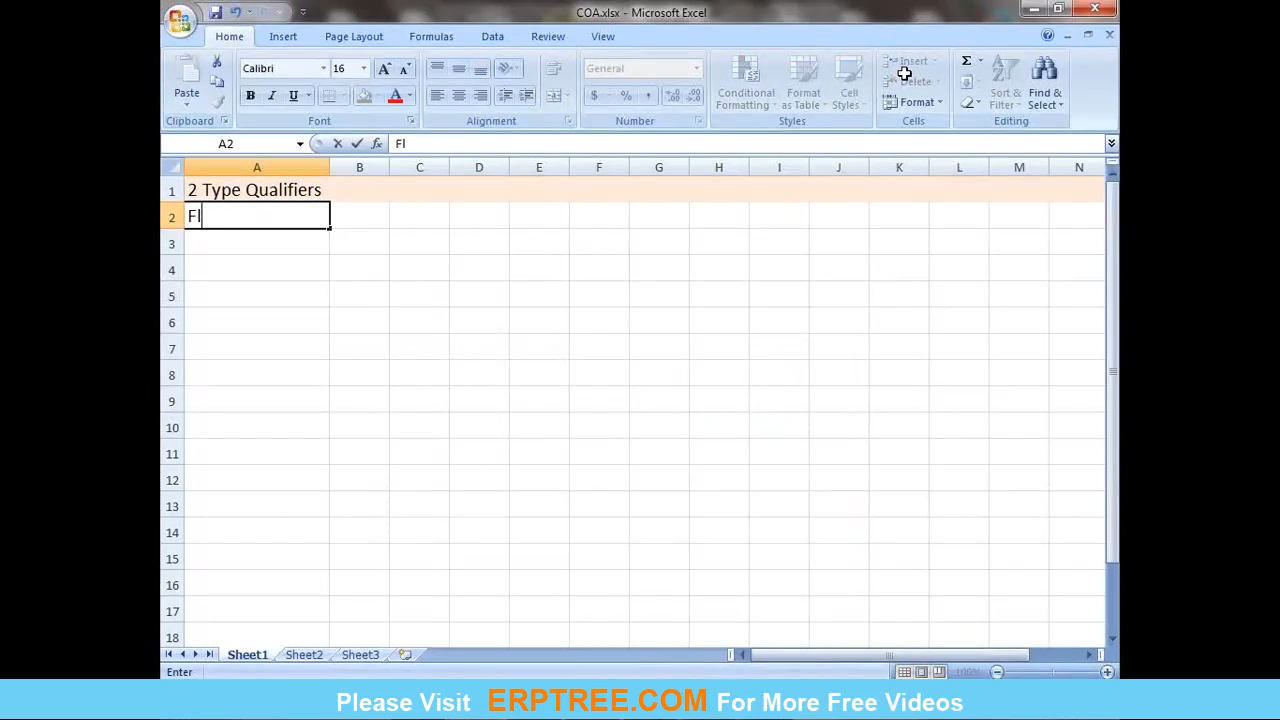 COA.xlsx - Microsoft Excel
Home Insert Page Layout Formulas Data Review View
Calibri 16 A A General Insert Σ
Paste Delete
B I U A $ % , Conditional Formatting Format as Table Cell Styles Format Sort & Filter Find & Select
Clipboard Font Alignment Number Styles Cells Editing
A2 fx Fl
A B C D E F G H I J K L M N
1 2 Type Qualifiers
2 Fl
3
4
5
6
7
8
9
10
11
12
13
14
15
16
17
18
Sheet1 Sheet2 Sheet3
Enter
Please Visit ERPTREE.COM For More Free Videos